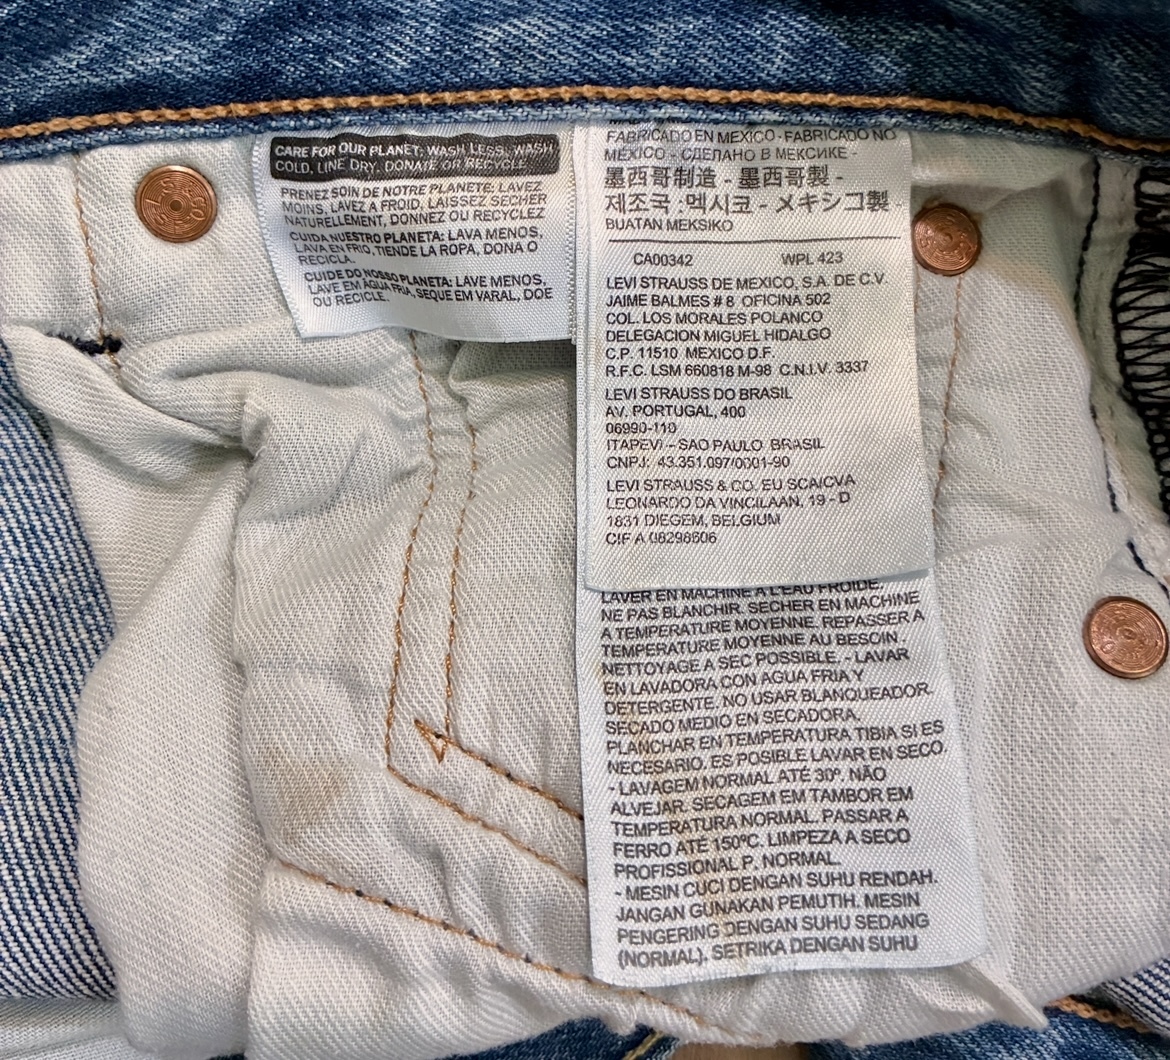 CARE FOR OUR PLANET: WASH LESS, WASH
COLD, LINE DRY, DONATE OR RECYCLE
PRENEZ SOIN DE NOTRE PLANETE: LAVEZ
MOINS, LAVEZ A FROID, LAISSEZ SECHER
NATURELLEMENT, DONNEZ OU RECYCLEZ
CUIDA NUESTRO PLANETA: LAVA MENOS,
LAVA EN FRIO, TIENDE LA ROPA, DONA O
RECICLA.
CUIDE DO NOSSO PLANETA: LAVE MENOS,
LAVE EM AGUA FRIA, SEQUE EM VARAL, DOE
OU RECICLE.
FABRICADO EN MEXICO - FABRICADO NO
MÉXICO - СДЕЛАНО В МЕКСИКЕ -
墨西哥制造 - 墨西哥製 -
제조국 :멕시코 - メキシコ製
BUATAN MEKSIKO
CA00342 WPL 423
LEVI STRAUSS DE MEXICO, S.A. DE C.V
JAIME BALMES # 8 OFICINA 502
COL. LOS MORALES POLANCO
DELEGACION MIGUEL HIDALGO
C.P. 11510 MEXICO D.F.
R.F.C. LSM 660818 M-98 C.N.I.V. 3337
LEVI STRAUSS DO BRASIL
AV. PORTUGAL, 400
06990-110
ITAPEVI - SAO PAULO BRASIL
CNPJ: 43.351.097/0001-90
LEVI STRAUSS & CO. EU SCA/CVA
LEONARDO DA VINCILAAN, 19 - D
1831 DIEGEM, BELGIUM
CIF A 08298606
LAVER EN MACHINE A L'EAU FROIDE.
NE PAS BLANCHIR. SECHER EN MACHINE
A TEMPERATURE MOYENNE. REPASSER A
TEMPERATURE MOYENNE AU BESOIN.
NETTOYAGE A SEC POSSIBLE. - LAVAR
EN LAVADORA CON AGUA FRIA Y
DETERGENTE. NO USAR BLANQUEADOR.
SECADO MEDIO EN SECADORA.
PLANCHAR EN TEMPERATURA TIBIA SI ES
NECESARIO. ES POSIBLE LAVAR EN SECO.
- LAVAGEM NORMAL ATÉ 30º. NÃO
ALVEJAR. SECAGEM EM TAMBOR EM
TEMPERATURA NORMAL. PASSAR A
FERRO ATÉ 150ºC. LIMPEZA A SECO
PROFISSIONAL P. NORMAL.
- MESIN CUCI DENGAN SUHU RENDAH.
JANGAN GUNAKAN PEMUTIH. MESIN
PENGERING DENGAN SUHU SEDANG
(NORMAL). SETRIKA DENGAN SUHU